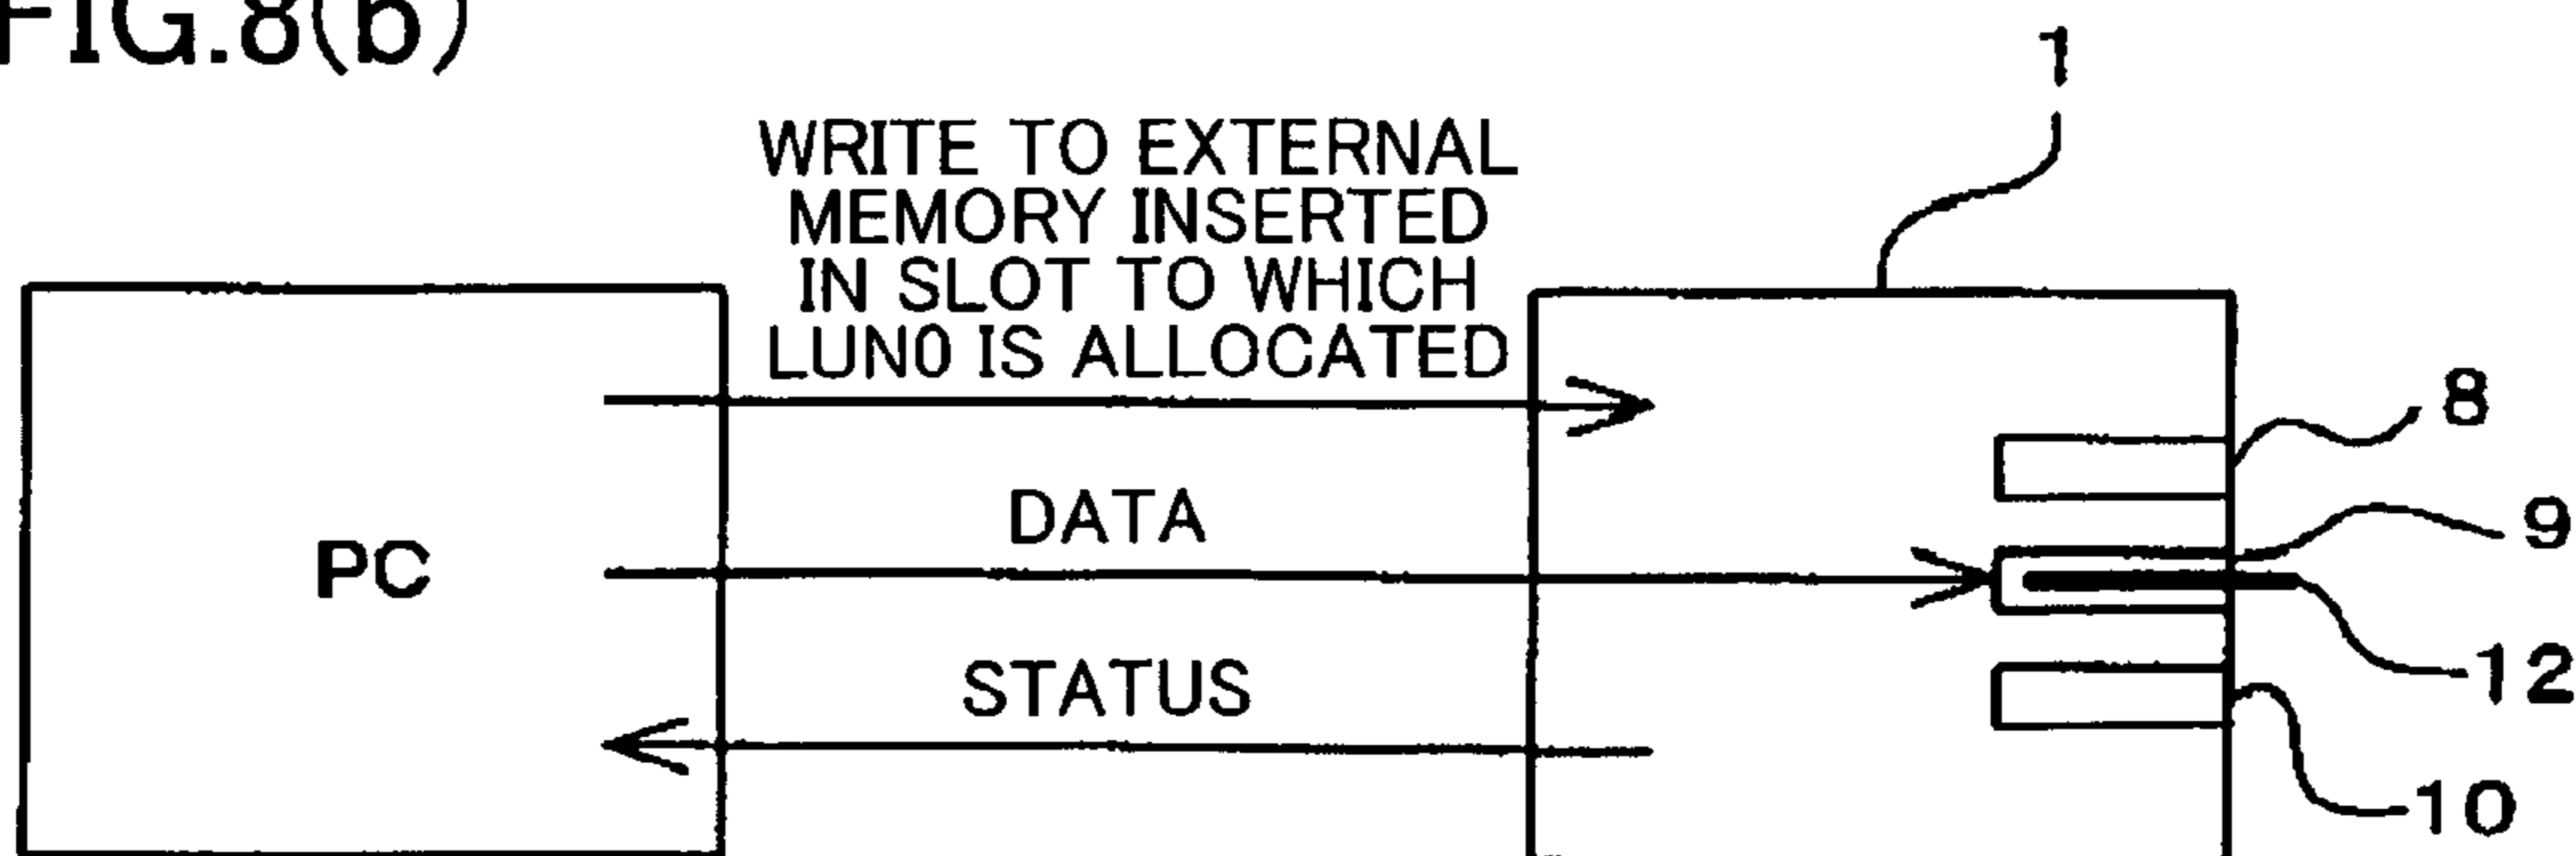 FIG.8(b)
1
WRITE TO EXTERNAL
MEMORY INSERTED
IN SLOT TO WHICH
LUN0 IS ALLOCATED
8
DATA
9
PC
12
STATUS
10